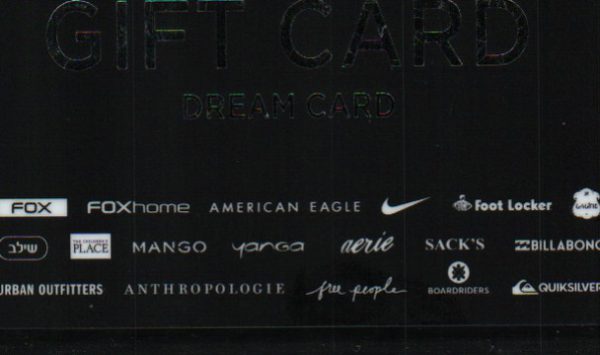 GIFT CARD
DREAM CARD
FOX FOXhome AMERICAN EAGLE Foot Locker
שילב THE CHILDREN'S PLACE MANGO yanga aerie SACK'S BILLABONG
URBAN OUTFITTERS ANTHROPOLOGIE free people BOARDRIDERS QUIKSILVER